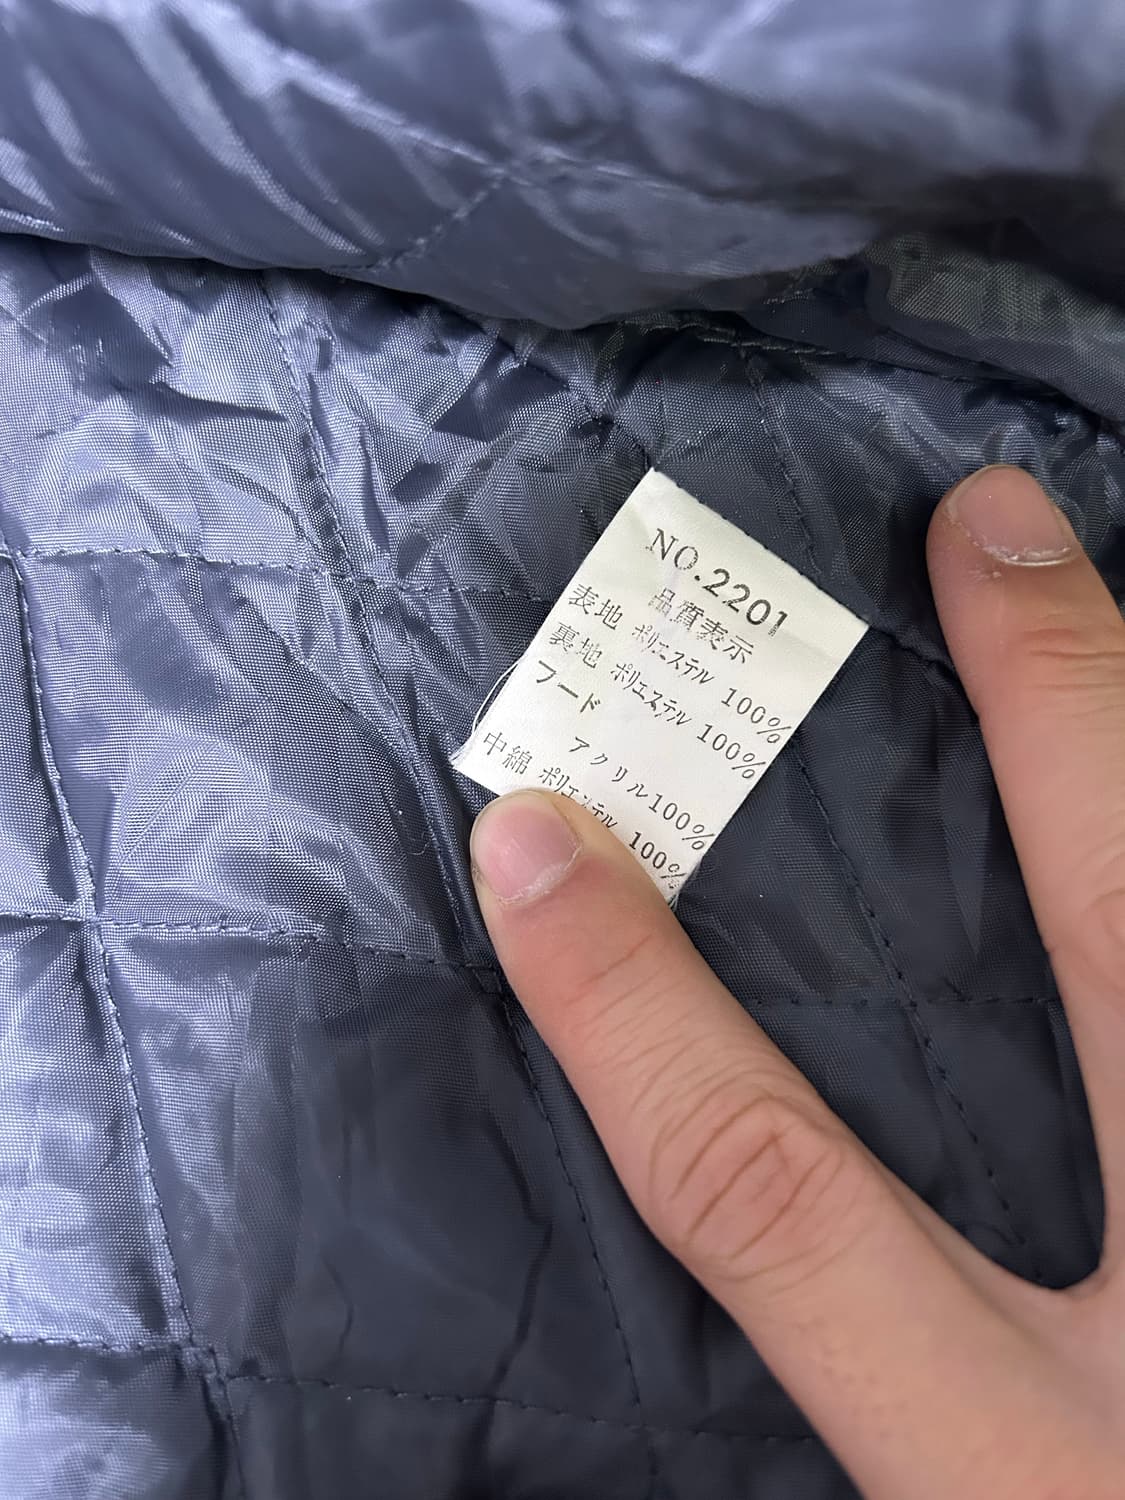 NO.2201
品質表示
表地 ポリエステル 100%
裏地 ポリエステル 100%
フード
アクリル100%
中綿 ポリエステル 100%